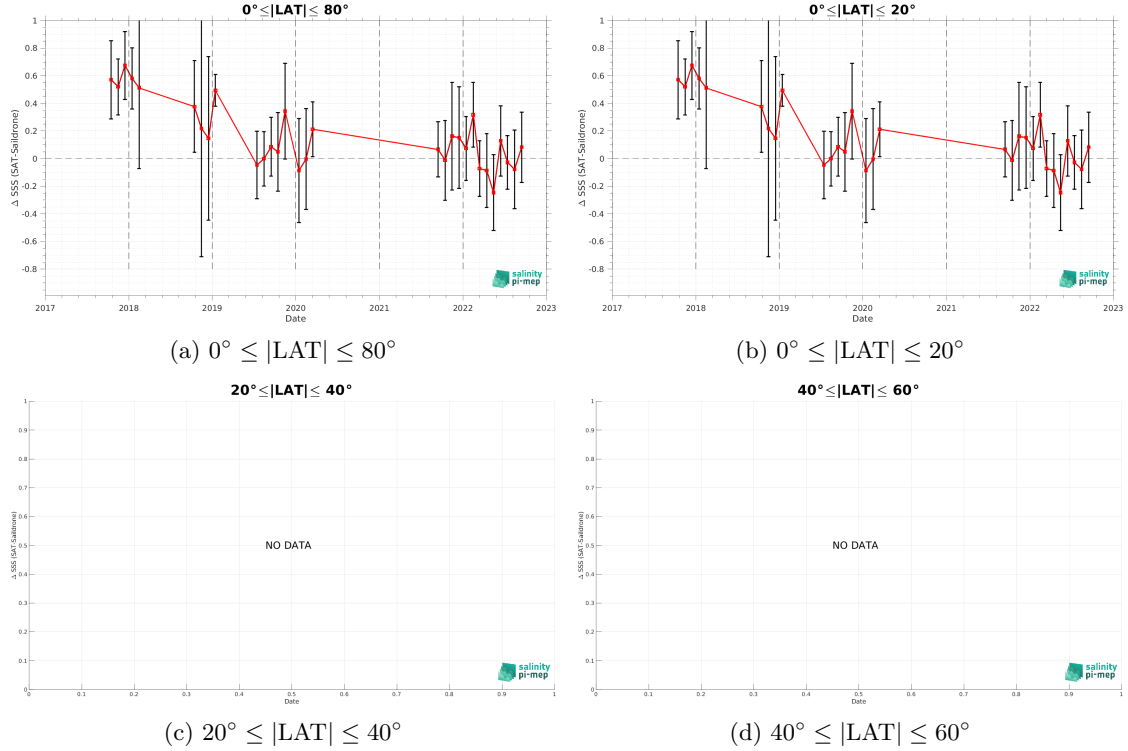 0°≤|LAT|≤ 80°
1
0.8
0.6
0.4
0.2
0
-0.2
-0.4
-0.6
-0.8
Δ SSS (SAT-Saildrone)
2017 2018 2019 2020 2021 2022 2023
Date
salinity
pi-mep
(a) 0° ≤ |LAT| ≤ 80°
0°≤|LAT|≤ 20°
1
0.8
0.6
0.4
0.2
0
-0.2
-0.4
-0.6
-0.8
Δ SSS (SAT-Saildrone)
2017 2018 2019 2020 2021 2022 2023
Date
salinity
pi-mep
(b) 0° ≤ |LAT| ≤ 20°
20°≤|LAT|≤ 40°
1
0.9
0.8
0.7
0.6
0.5
0.4
0.3
0.2
0.1
0
Δ SSS (SAT-Saildrone)
NO DATA
0 0.1 0.2 0.3 0.4 0.5 0.6 0.7 0.8 0.9 1
Date
salinity
pi-mep
(c) 20° ≤ |LAT| ≤ 40°
40°≤|LAT|≤ 60°
1
0.9
0.8
0.7
0.6
0.5
0.4
0.3
0.2
0.1
0
Δ SSS (SAT-Saildrone)
NO DATA
0 0.1 0.2 0.3 0.4 0.5 0.6 0.7 0.8 0.9 1
Date
salinity
pi-mep
(d) 40° ≤ |LAT| ≤ 60°